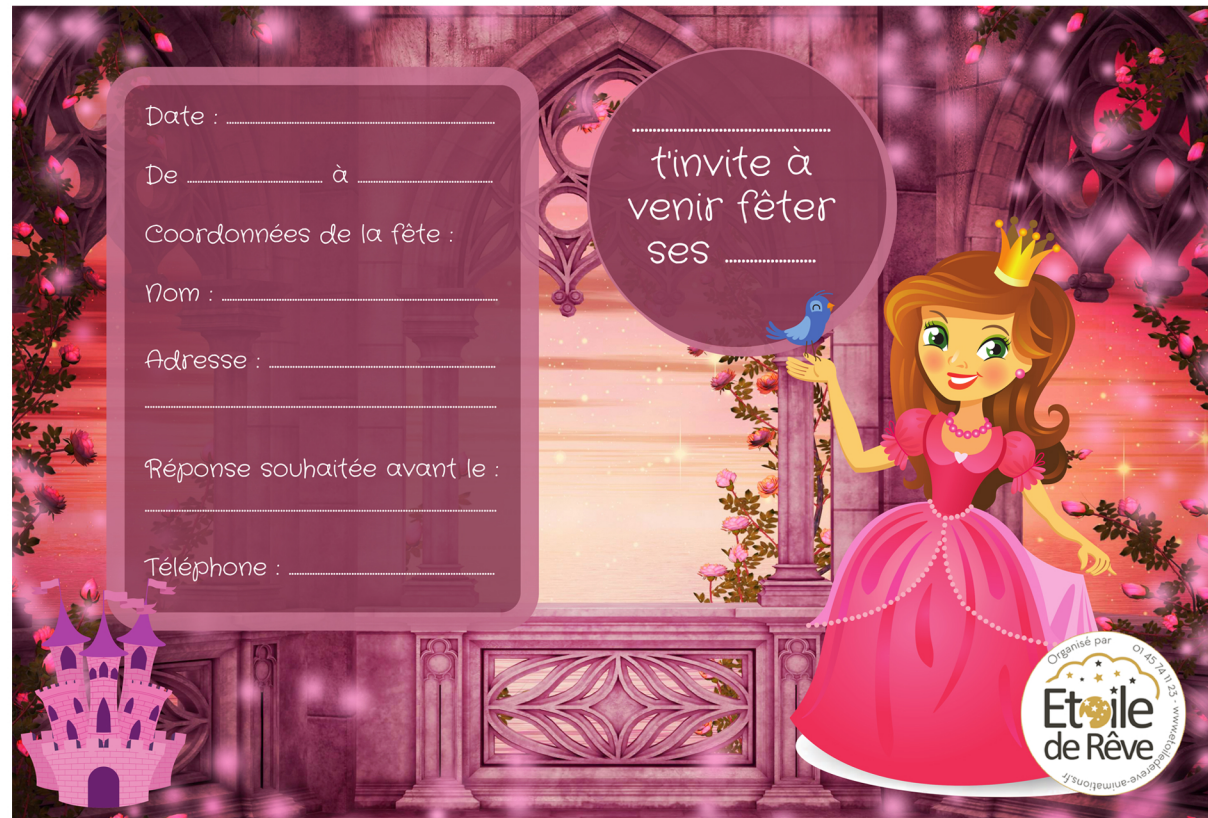 Date : ........................
De ............ à ............
Coordonnées de la fête :
Nom : ........................
Adresse : ........................
........................
Réponse souhaitée avant le :
........................
Téléphone : ........................
........................
t'invite à
venir fêter
ses ............
Organisé par
01 45 74 11 23 - www.etoiledereve-animations.fr
Etoile
de Rêve